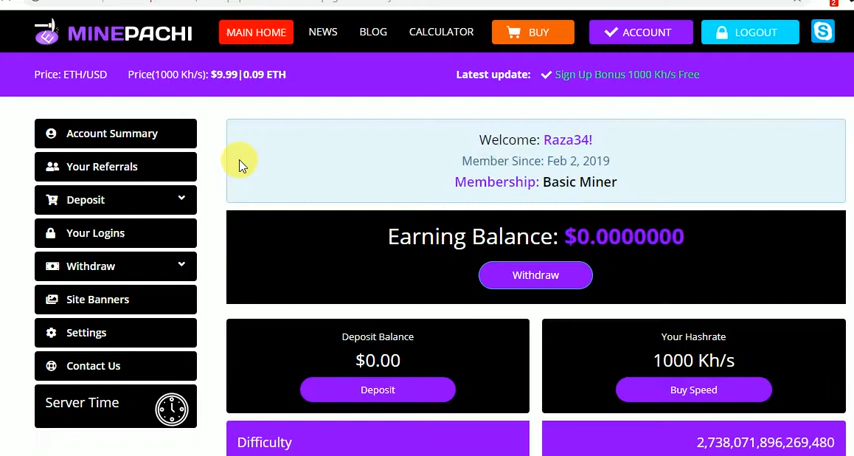 MINEPACHI
MAIN HOME NEWS BLOG CALCULATOR BUY ACCOUNT LOGOUT
Price: ETH/USD Price(1000 Kh/s): $9.99|0.09 ETH Latest update: Sign Up Bonus 1000 Kh/s Free
Account Summary
Your Referrals
Deposit
Your Logins
Withdraw
Site Banners
Settings
Contact Us
Server Time
Welcome: Raza34!
Member Since: Feb 2, 2019
Membership: Basic Miner
Earning Balance: $0.0000000
Withdraw
Deposit Balance
$0.00
Deposit
Your Hashrate
1000 Kh/s
Buy Speed
Difficulty
2,738,071,896,269,480